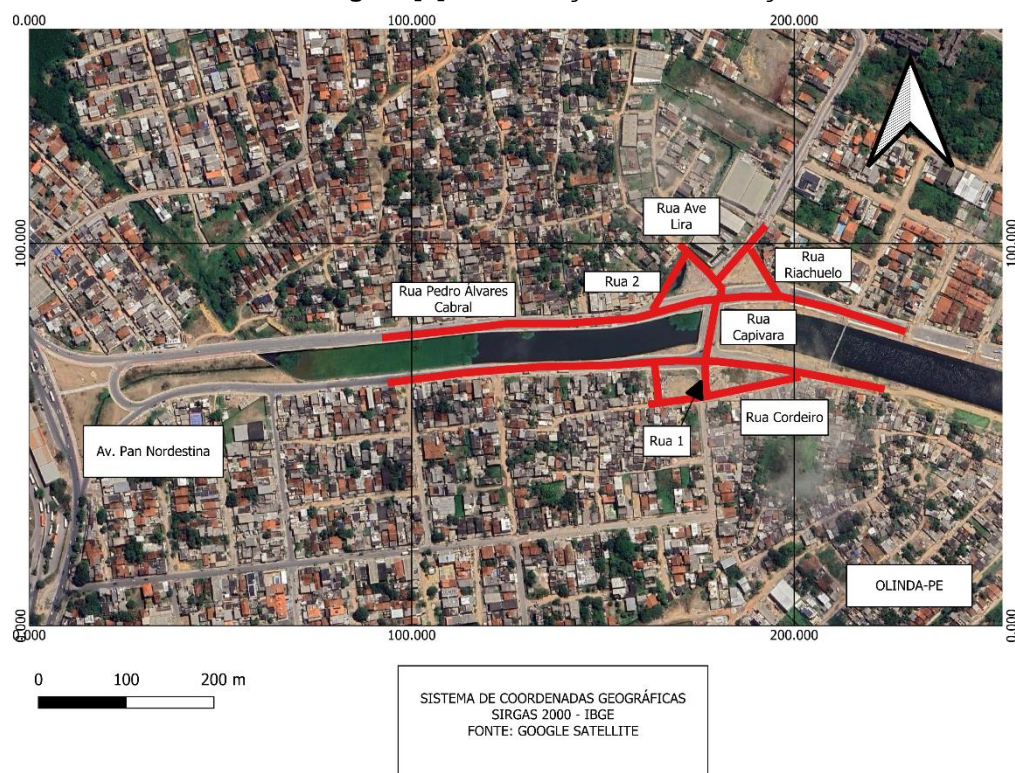 0.000
100.000
200.000
100.000
100.000
Rua Ave
Lira
Rua
Riachuelo
Rua 2
Rua Pedro Álvares
Cabral
Rua
Capivara
Rua Cordeiro
Rua 1
Av. Pan Nordestina
OLINDA-PE
0.000
0.000
100.000
200.000
0.000
0
100
200 m
SISTEMA DE COORDENADAS GEOGRÁFICAS
SIRGAS 2000 - IBGE
FONTE: GOOGLE SATELLITE